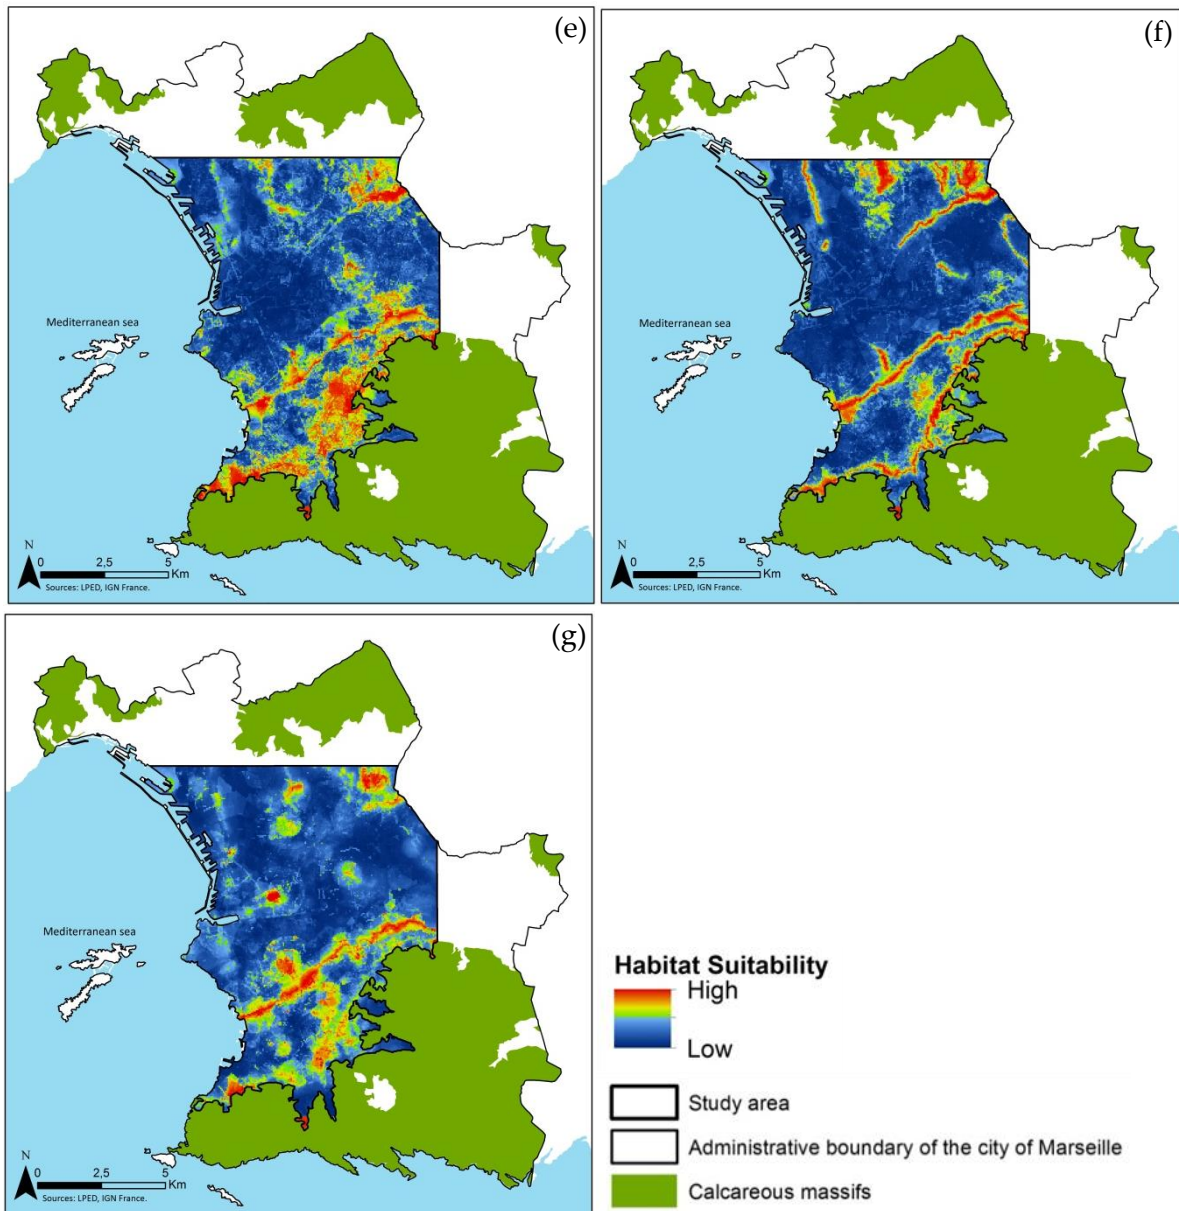 (e)
Mediterranean sea
N
0 2,5 5
Km
Sources: LPED, IGN France.
(f)
Mediterranean sea
N
0 2,5 5
Km
Sources: LPED, IGN France.
(g)
Mediterranean sea
N
0 2,5 5
Km
Sources: LPED, IGN France.
Habitat Suitability
High
Low
Study area
Administrative boundary of the city of Marseille
Calcareous massifs